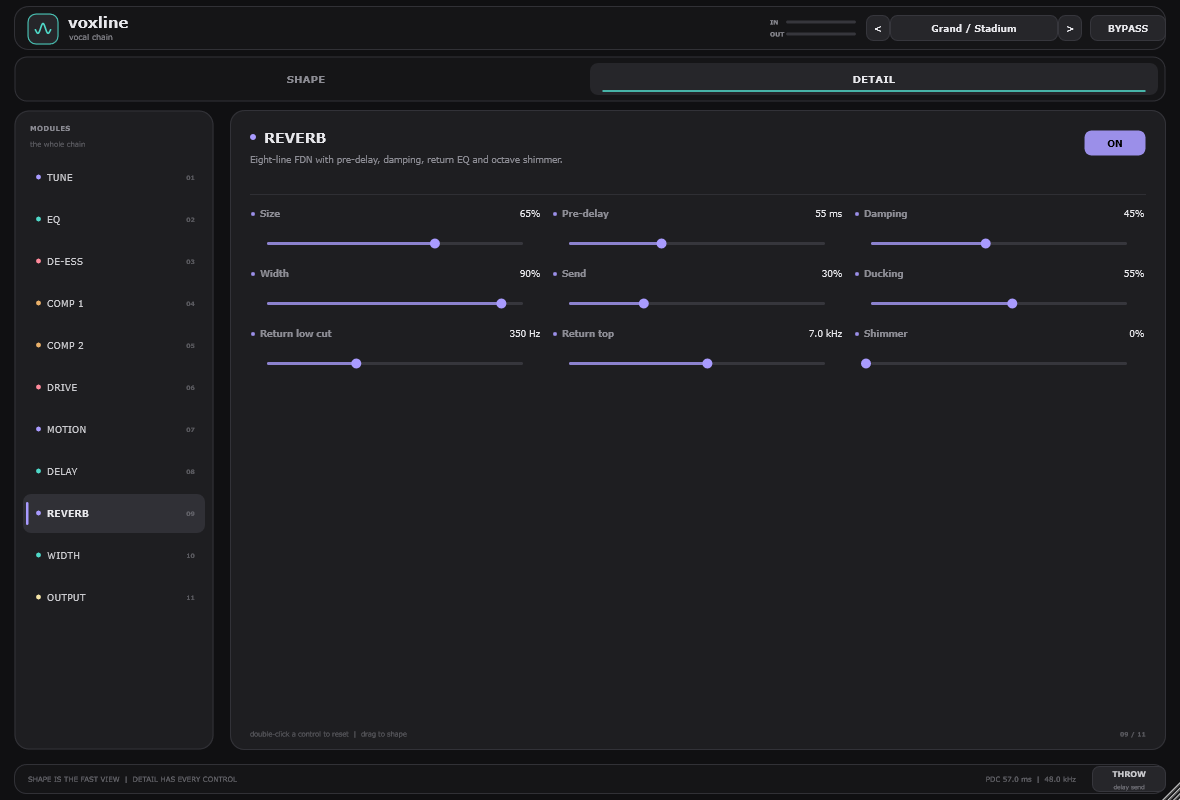 voxline
vocal chain
IN
OUT
<
Grand / Stadium
>
BYPASS
SHAPE
DETAIL
MODULES
the whole chain
TUNE 01
EQ 02
DE-ESS 03
COMP 1 04
COMP 2 05
DRIVE 06
MOTION 07
DELAY 08
REVERB 09
WIDTH 10
OUTPUT 11
REVERB
Eight-line FDN with pre-delay, damping, return EQ and octave shimmer.
ON
Size 65% Pre-delay 55 ms Damping 45%
Width 90% Send 30% Ducking 55%
Return low cut 350 Hz Return top 7.0 kHz Shimmer 0%
double-click a control to reset | drag to shape
09 / 11
SHAPE IS THE FAST VIEW | DETAIL HAS EVERY CONTROL
PDC 57.0 ms | 48.0 kHz
THROW
delay send